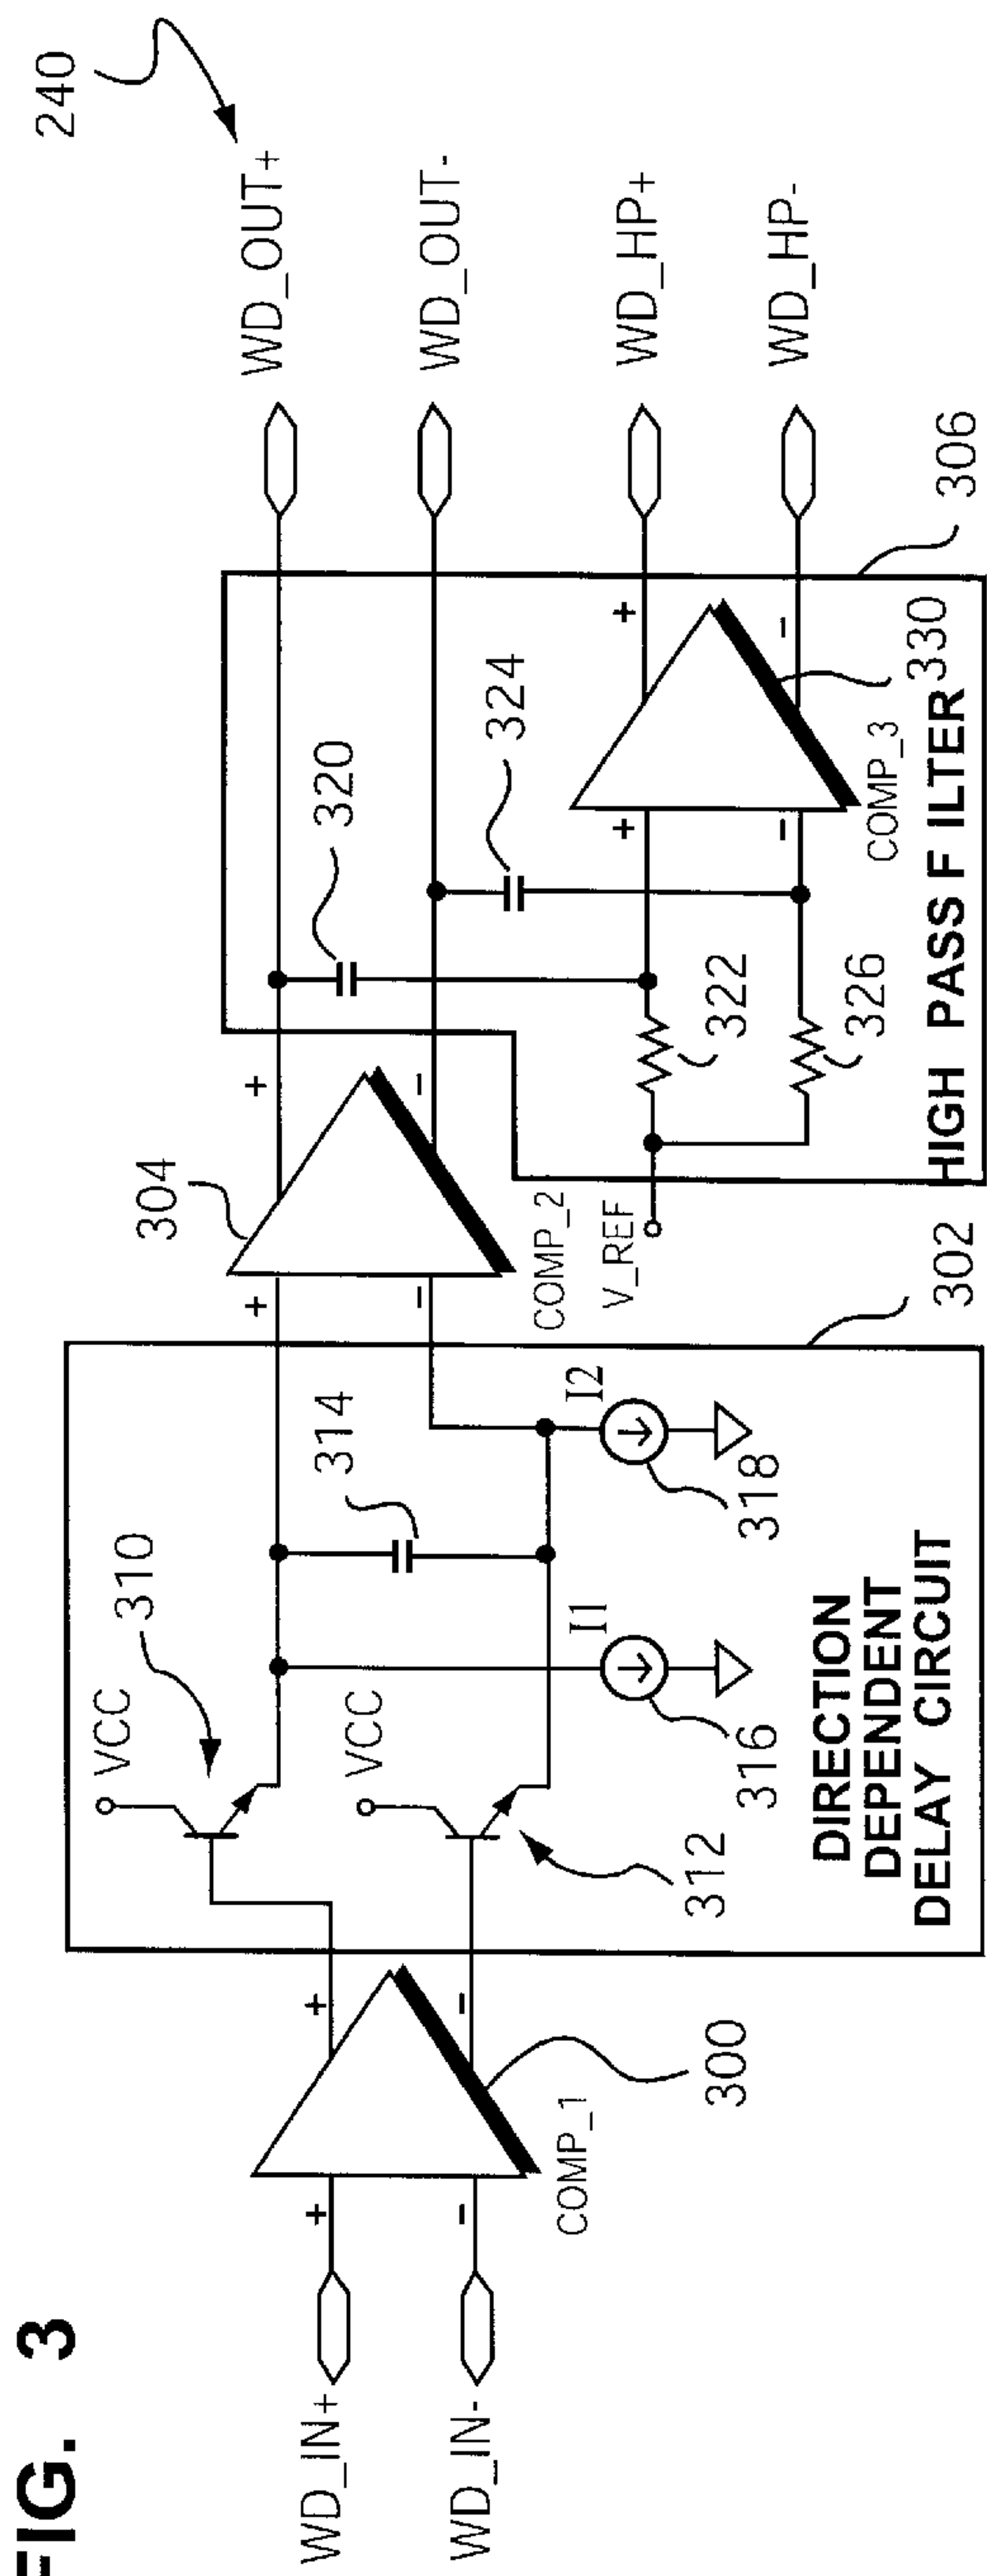 FIG. 3
240
WD_IN+
WD_IN-
+
-
COMP_1
300
+
-
VCC
310
VCC
312
314
I1
316
I2
318
DIRECTION
DEPENDENT
DELAY CIRCUIT
302
+
-
304
COMP_2
+
-
V_REF
320
322
324
326
+
-
COMP_3
330
+
-
HIGH PASS F ILTER
306
WD_OUT+
WD_OUT-
WD_HP+
WD_HP-